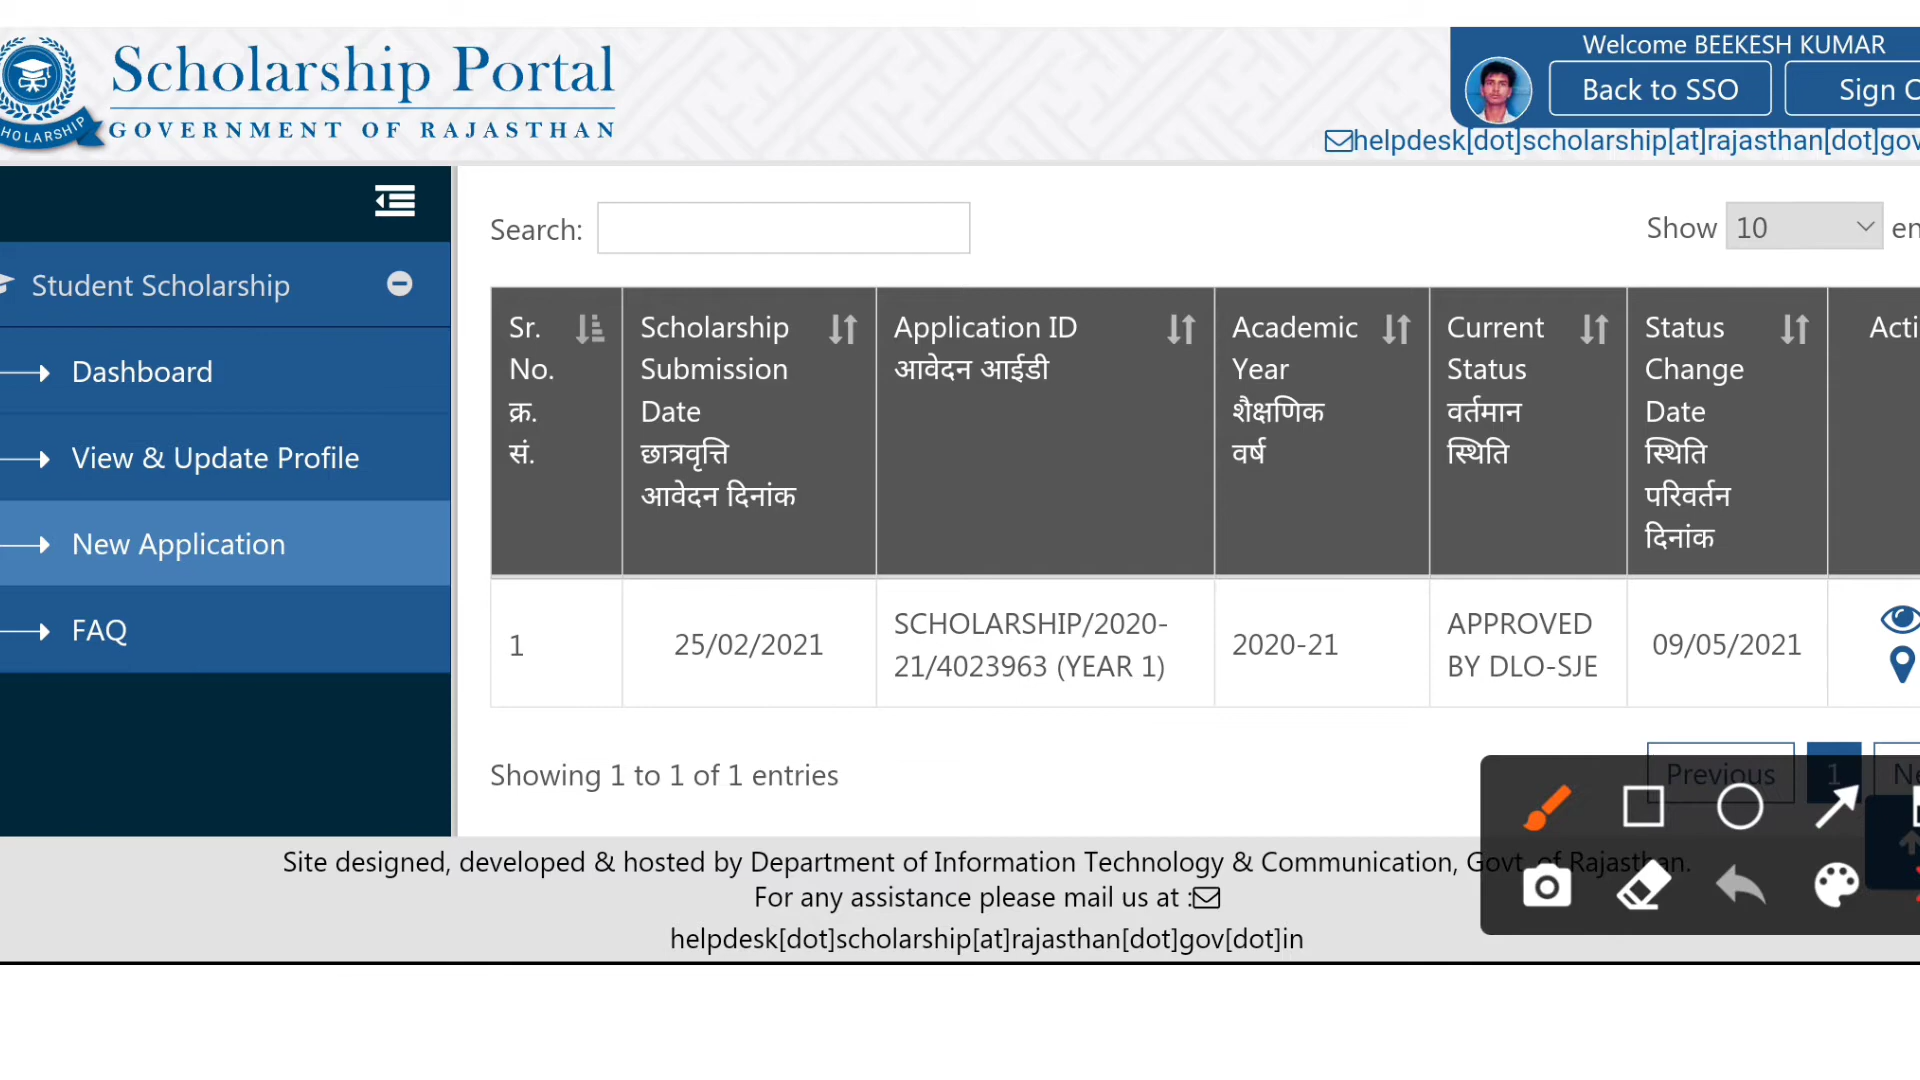 Scholarship Portal
GOVERNMENT OF RAJASTHAN
HOLARSHIP
Welcome BEEKESH KUMAR
Back to SSO
Sign
helpdesk[dot]scholarship[at]rajasthan[dot]gov
Student Scholarship
Dashboard
View & Update Profile
New Application
FAQ
Search:
Show 10 en
Sr.
No.
क्र.
सं.
Scholarship
Submission
Date
छात्रवृत्ति
आवेदन दिनांक
Application ID
आवेदन आईडी
Academic
Year
शैक्षणिक
वर्ष
Current
Status
वर्तमान
स्थिति
Status
Change
Date
स्थिति
परिवर्तन
दिनांक
Acti
1
25/02/2021
SCHOLARSHIP/2020-
21/4023963 (YEAR 1)
2020-21
APPROVED
BY DLO-SJE
09/05/2021
Showing 1 to 1 of 1 entries
Previous 1 Ne
Site designed, developed & hosted by Department of Information Technology & Communication, Govt. of Rajasthan.
For any assistance please mail us at :
helpdesk[dot]scholarship[at]rajasthan[dot]gov[dot]in